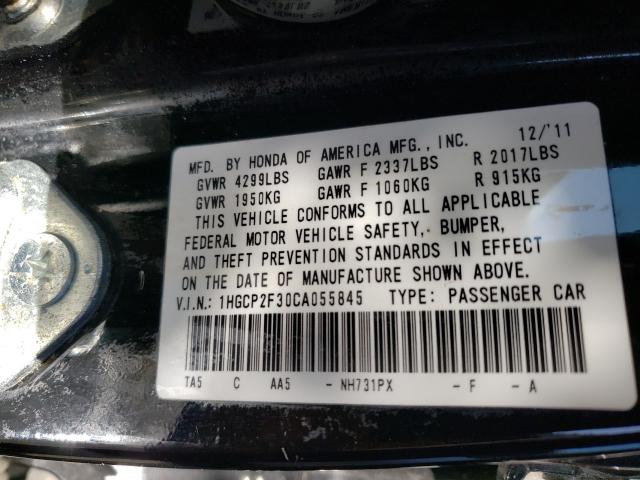 MFD. BY HONDA OF AMERICA MFG., INC. 12/'11
GVWR 4299LBS GAWR F 2337LBS R 2017LBS
GVWR 1950KG GAWR F 1060KG R 915KG
THIS VEHICLE CONFORMS TO ALL APPLICABLE
FEDERAL MOTOR VEHICLE SAFETY, BUMPER,
AND THEFT PREVENTION STANDARDS IN EFFECT
ON THE DATE OF MANUFACTURE SHOWN ABOVE.
V.I.N.: 1HGCP2F30CA055845 TYPE: PASSENGER CAR
TA5 C AA5 - NH731PX - F - A